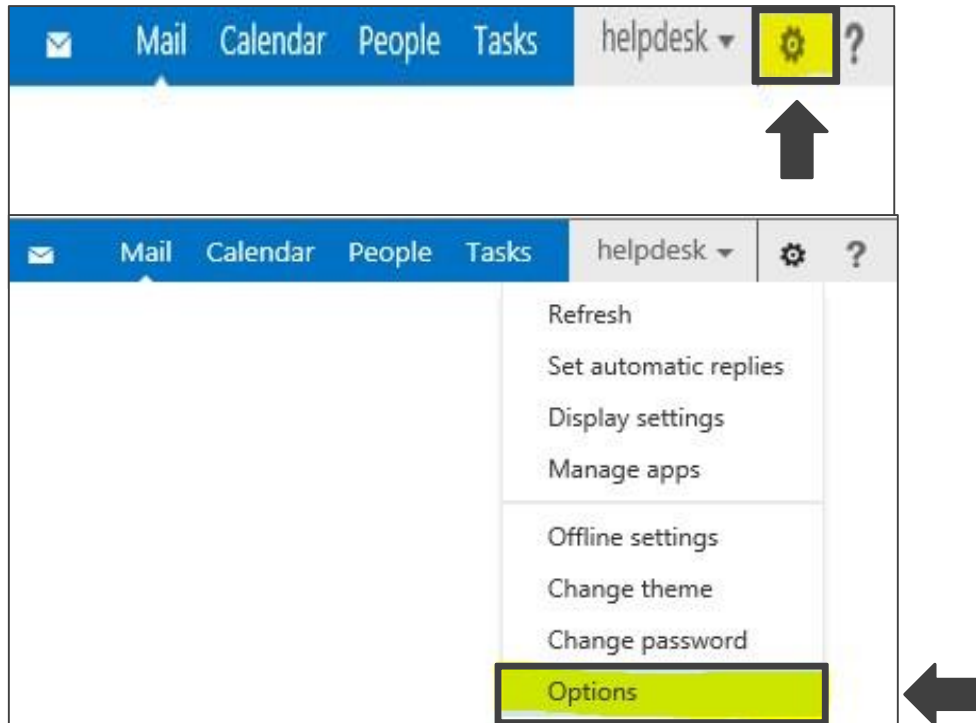 Mail Calendar People Tasks helpdesk ?
Mail Calendar People Tasks helpdesk ?
Refresh
Set automatic replies
Display settings
Manage apps
Offline settings
Change theme
Change password
Options